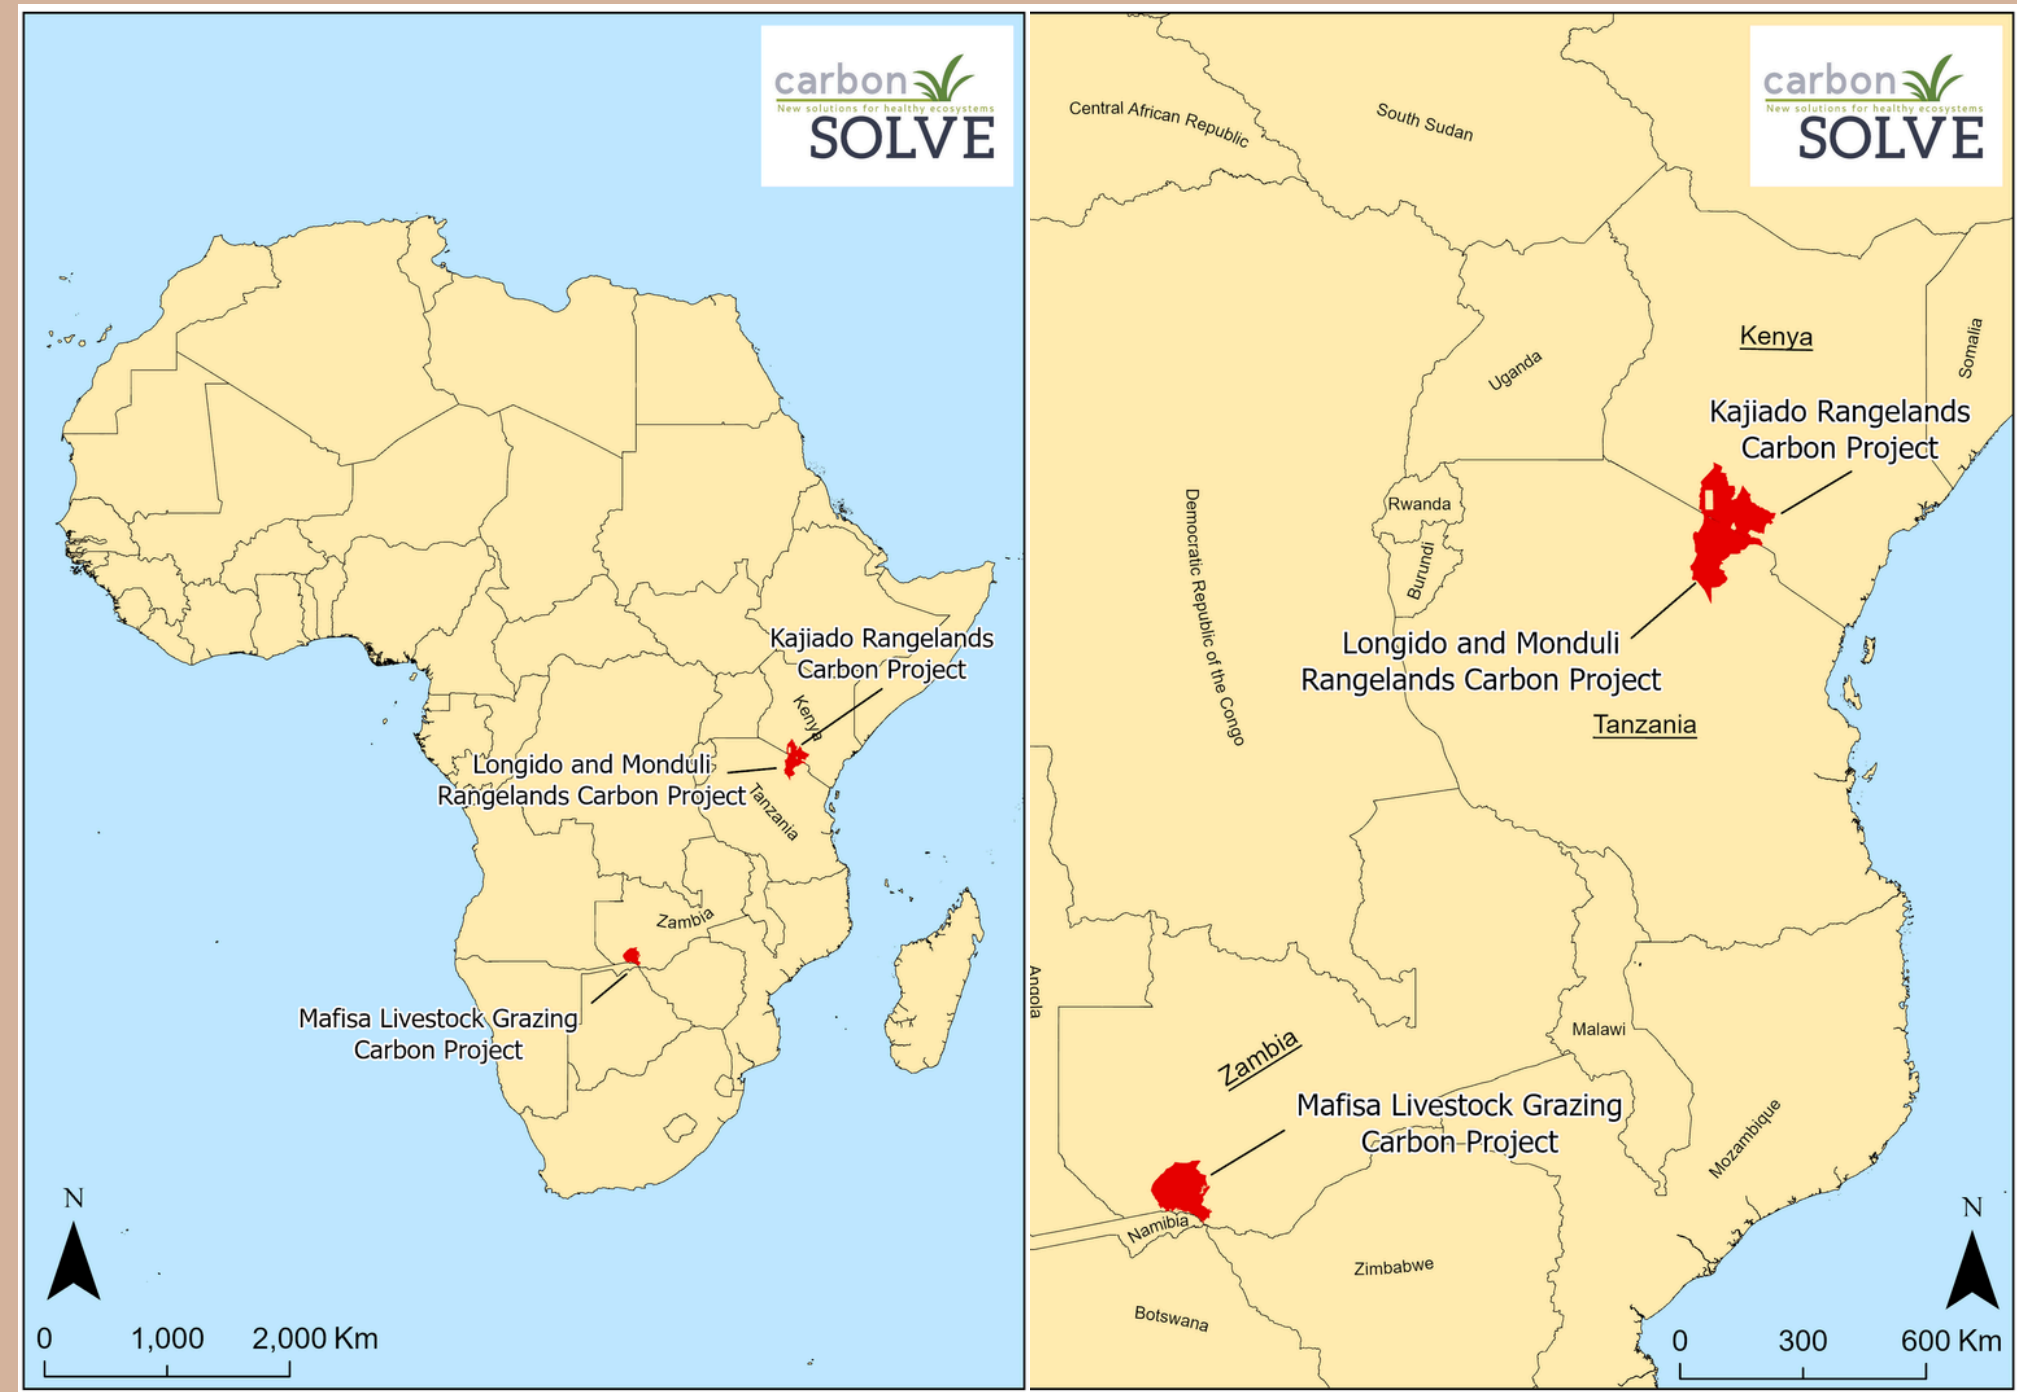 carbon
New solutions for healthy ecosystems
SOLVE
Kajiado Rangelands
Carbon Project
Kenya
Longido and Monduli
Rangelands Carbon Project
Tanzania
Zambia
Mafisa Livestock Grazing
Carbon Project
N
0 1,000 2,000 Km
carbon
New solutions for healthy ecosystems
SOLVE
Central African Republic
South Sudan
Kenya
Somalia
Uganda
Kajiado Rangelands
Carbon Project
Rwanda
Democratic Republic of the Congo
Burundi
Longido and Monduli
Rangelands Carbon Project
Tanzania
Angola
Malawi
Zambia
Mafisa Livestock Grazing
Carbon Project
Mozambique
Namibia
Zimbabwe
Botswana
N
0 300 600 Km